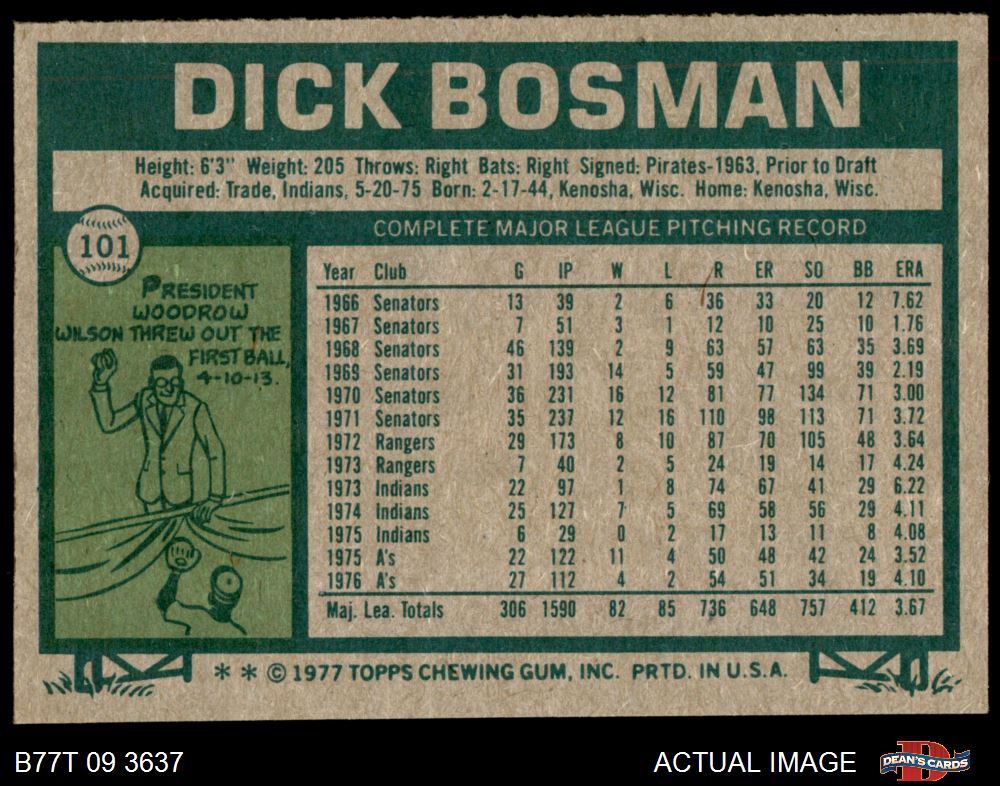 DICK BOSMAN
Height: 6'3" Weight: 205 Throws: Right Bats: Right Signed: Pirates-1963, Prior to Draft
Acquired: Trade, Indians, 5-20-75 Born: 2-17-44, Kenosha, Wisc. Home: Kenosha, Wisc.
101
PRESIDENT
WOODROW
WILSON THREW OUT THE
FIRST BALL,
4-10-13.
COMPLETE MAJOR LEAGUE PITCHING RECORD
Year Club G IP W L R ER SO BB ERA
1966 Senators 13 39 2 6 36 33 20 12 7.62
1967 Senators 7 51 3 1 12 10 25 10 1.76
1968 Senators 46 139 2 9 63 57 63 35 3.69
1969 Senators 31 193 14 5 59 47 99 39 2.19
1970 Senators 36 231 16 12 81 77 134 71 3.00
1971 Senators 35 237 12 16 110 98 113 71 3.72
1972 Rangers 29 173 8 10 87 70 105 48 3.64
1973 Rangers 7 40 2 5 24 19 14 17 4.24
1973 Indians 22 97 1 8 74 67 41 29 6.22
1974 Indians 25 127 7 5 69 58 56 29 4.11
1975 Indians 6 29 0 2 17 13 11 8 4.08
1975 A's 22 122 11 4 50 48 42 24 3.52
1976 A's 27 112 4 2 54 51 34 19 4.10
Maj. Lea. Totals 306 1590 82 85 736 648 757 412 3.67
* * © 1977 TOPPS CHEWING GUM, INC. PRTD. IN U.S.A.
B77T 09 3637
ACTUAL IMAGE
D
DEAN'S CARDS